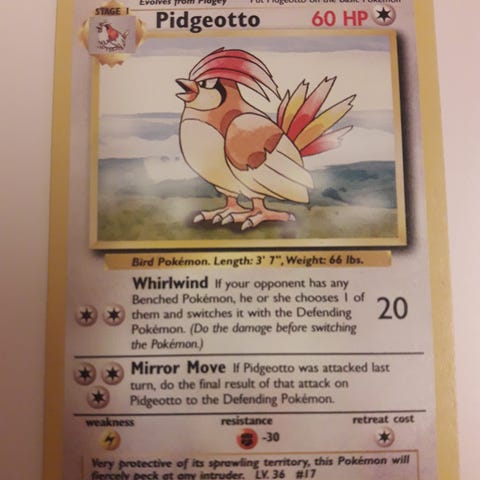 STAGE 1 Evolves from Pidgey Put Pidgeotto on the Basic Pokémon
Pidgeotto 60 HP
Bird Pokémon. Length: 3' 7", Weight: 66 lbs.
Whirlwind If your opponent has any
Benched Pokémon, he or she chooses 1 of
them and switches it with the Defending
Pokémon. (Do the damage before switching
the Pokémon.)
20
Mirror Move If Pidgeotto was attacked last
turn, do the final result of that attack on
Pidgeotto to the Defending Pokémon.
weakness resistance retreat cost
-30
Very protective of its sprawling territory, this Pokémon will
fiercely peck at any intruder. LV. 36 #17